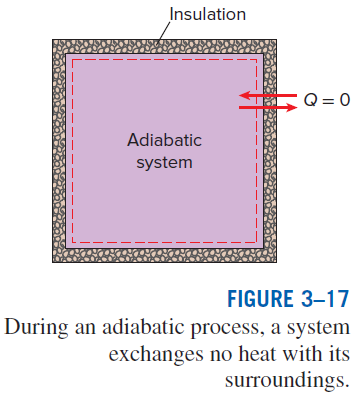 Insulation
Q = 0
Adiabatic
system
FIGURE 3–17
During an adiabatic process, a system
exchanges no heat with its
surroundings.